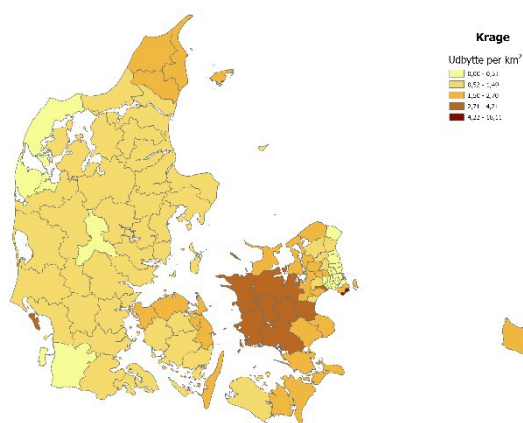 Krage
Udbytte per km²
0,00 - 0,51
0,52 - 1,49
1,50 - 2,70
2,71 - 4,21
4,22 - 18,11